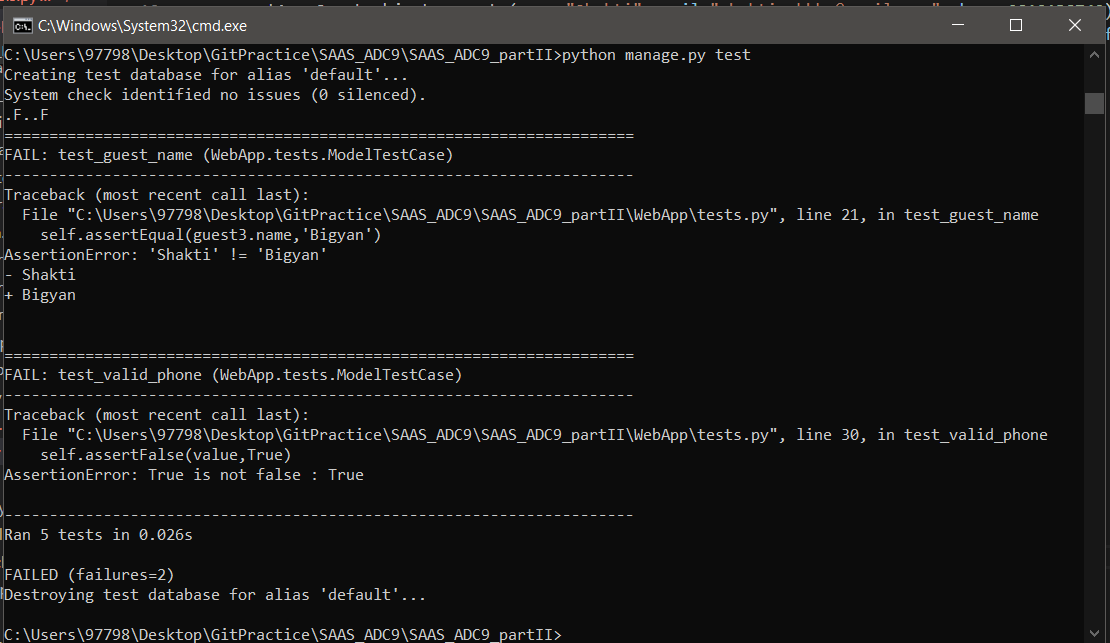 C:\Windows\System32\cmd.exe
C:\Users\97798\Desktop\GitPractice\SAAS_ADC9\SAAS_ADC9_partII>python manage.py test
Creating test database for alias 'default'...
System check identified no issues (0 silenced).
.F..F
======================================================================
FAIL: test_guest_name (WebApp.tests.ModelTestCase)
----------------------------------------------------------------------
Traceback (most recent call last):
  File "C:\Users\97798\Desktop\GitPractice\SAAS_ADC9\SAAS_ADC9_partII\WebApp\tests.py", line 21, in test_guest_name
    self.assertEqual(guest3.name,'Bigyan')
AssertionError: 'Shakti' != 'Bigyan'
- Shakti
+ Bigyan
======================================================================
FAIL: test_valid_phone (WebApp.tests.ModelTestCase)
----------------------------------------------------------------------
Traceback (most recent call last):
  File "C:\Users\97798\Desktop\GitPractice\SAAS_ADC9\SAAS_ADC9_partII\WebApp\tests.py", line 30, in test_valid_phone
    self.assertFalse(value,True)
AssertionError: True is not false : True
----------------------------------------------------------------------
Ran 5 tests in 0.026s
FAILED (failures=2)
Destroying test database for alias 'default'...
C:\Users\97798\Desktop\GitPractice\SAAS_ADC9\SAAS_ADC9_partII>